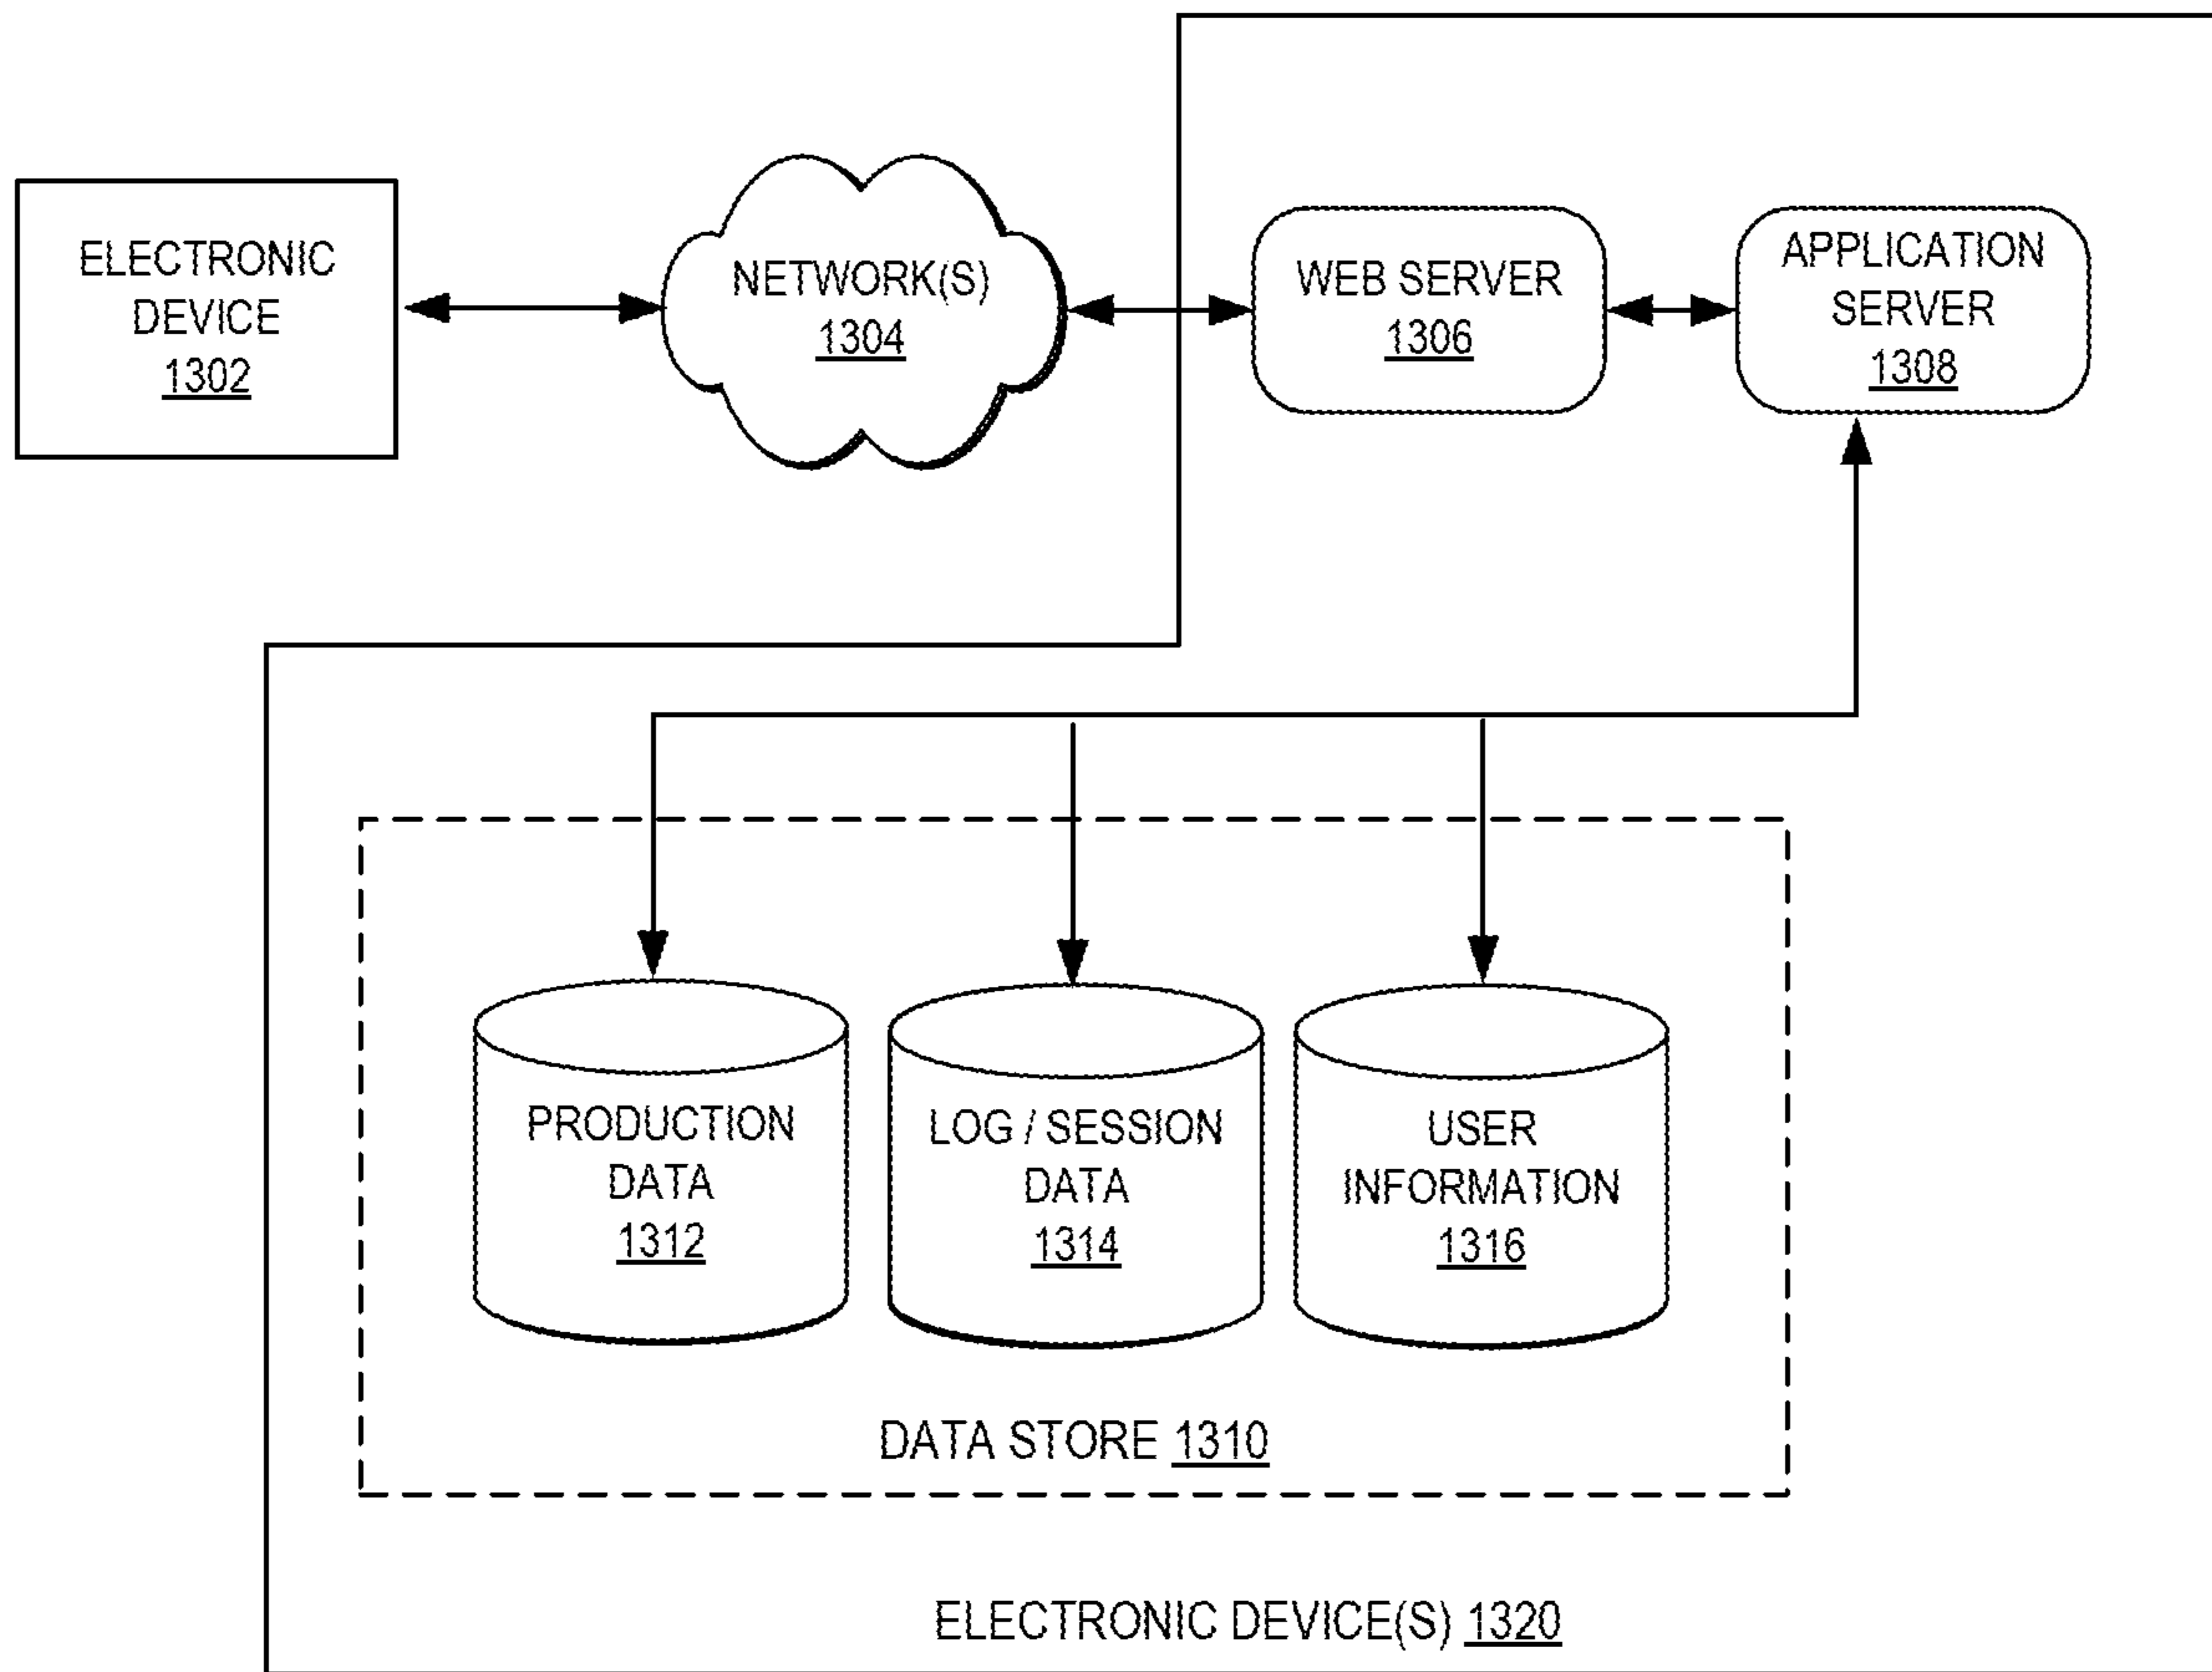 ELECTRONIC
DEVICE
1302
NETWORK(S)
1304
WEB SERVER
1306
APPLICATION
SERVER
1308
PRODUCTION
DATA
1312
LOG / SESSION
DATA
1314
USER
INFORMATION
1316
DATA STORE 1310
ELECTRONIC DEVICE(S) 1320